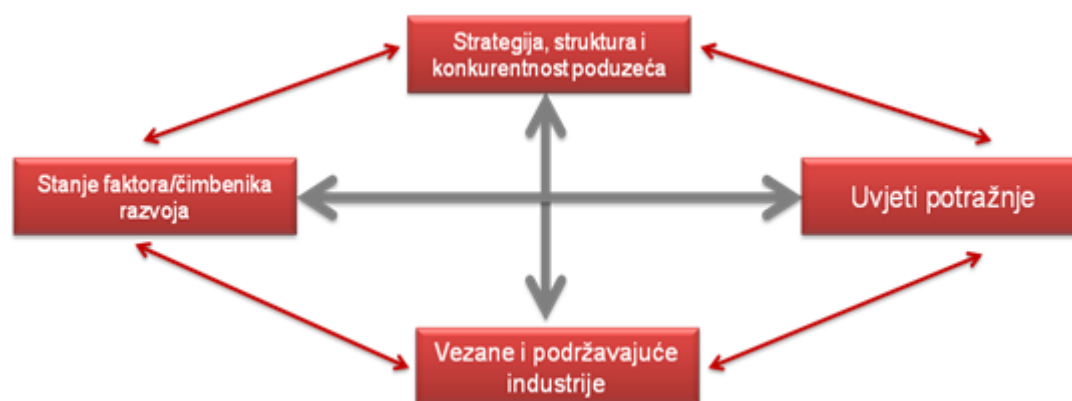 Strategija, struktura i
konkurentnost poduzeća
Stanje faktora/čimbenika
razvoja
Uvjeti potražnje
Vezane i podržavajuće
industrije